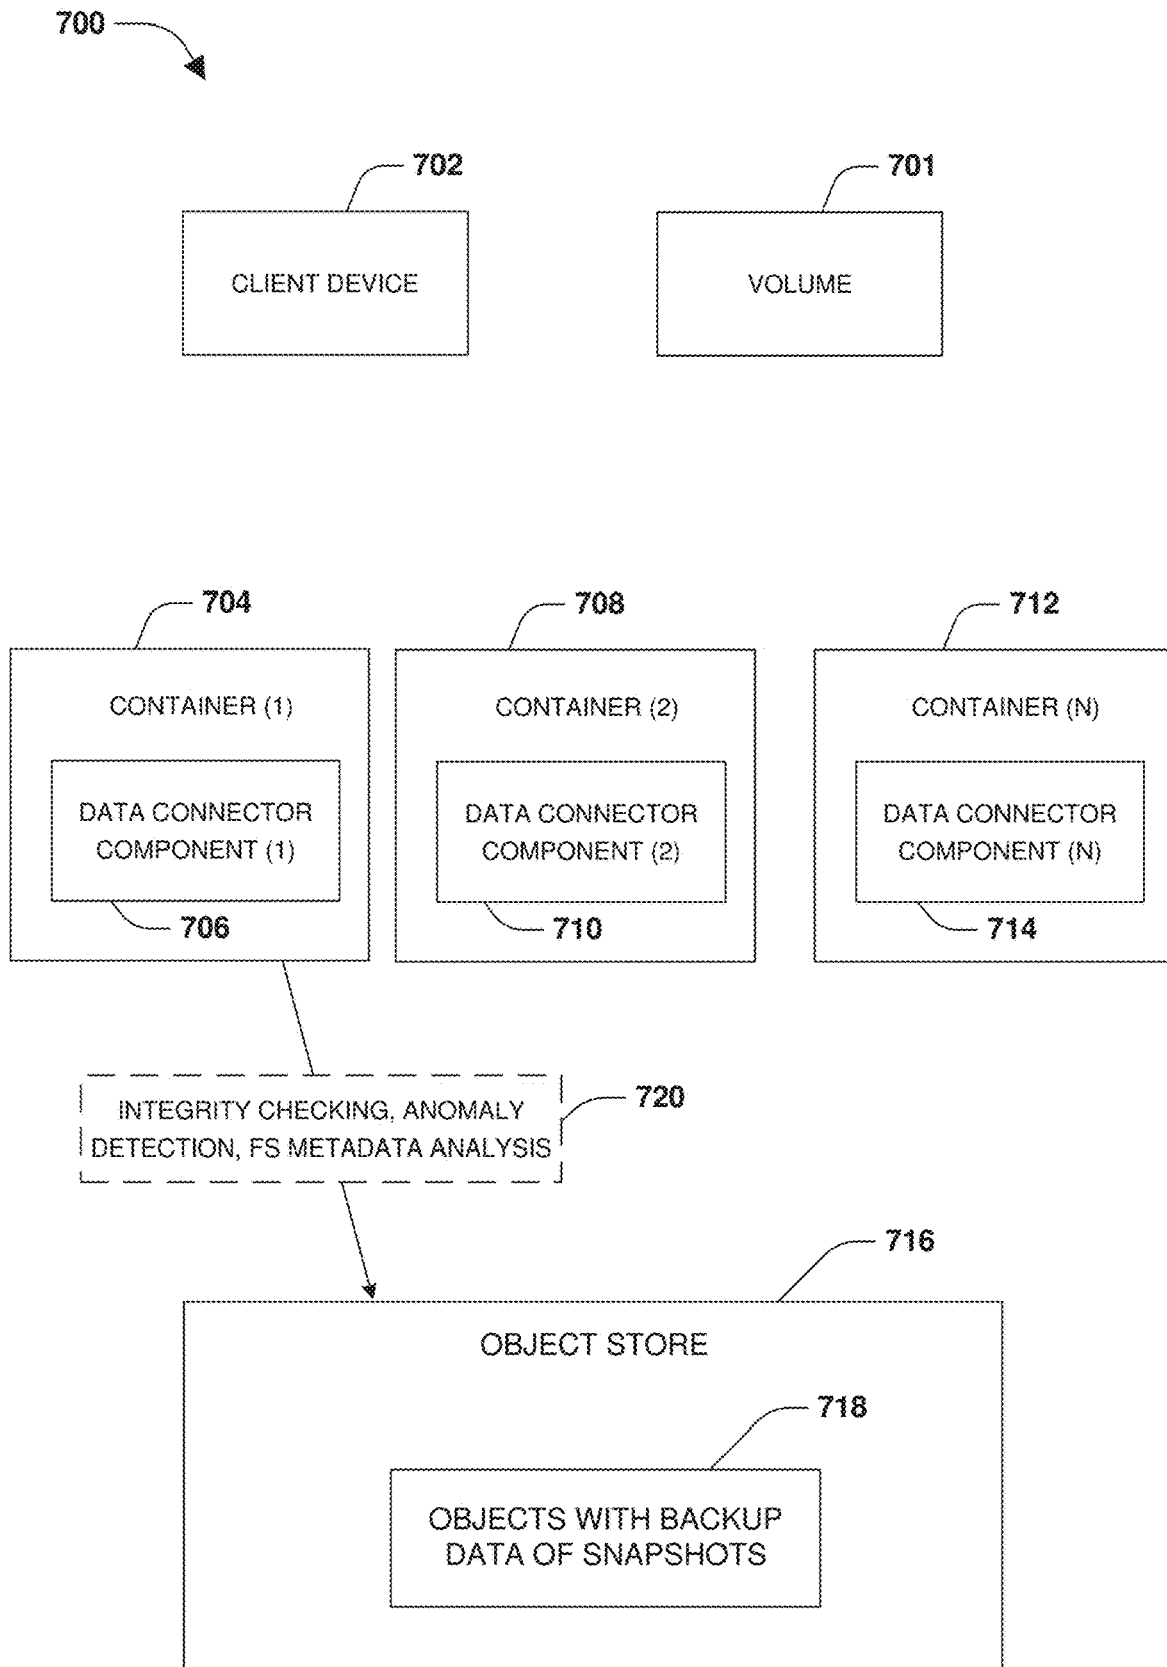 700
702
701
CLIENT DEVICE
VOLUME
704
708
712
CONTAINER (1)
CONTAINER (2)
CONTAINER (N)
DATA CONNECTOR
COMPONENT (1)
DATA CONNECTOR
COMPONENT (2)
DATA CONNECTOR
COMPONENT (N)
706
710
714
INTEGRITY CHECKING, ANOMALY
DETECTION, FS METADATA ANALYSIS
720
716
OBJECT STORE
718
OBJECTS WITH BACKUP
DATA OF SNAPSHOTS